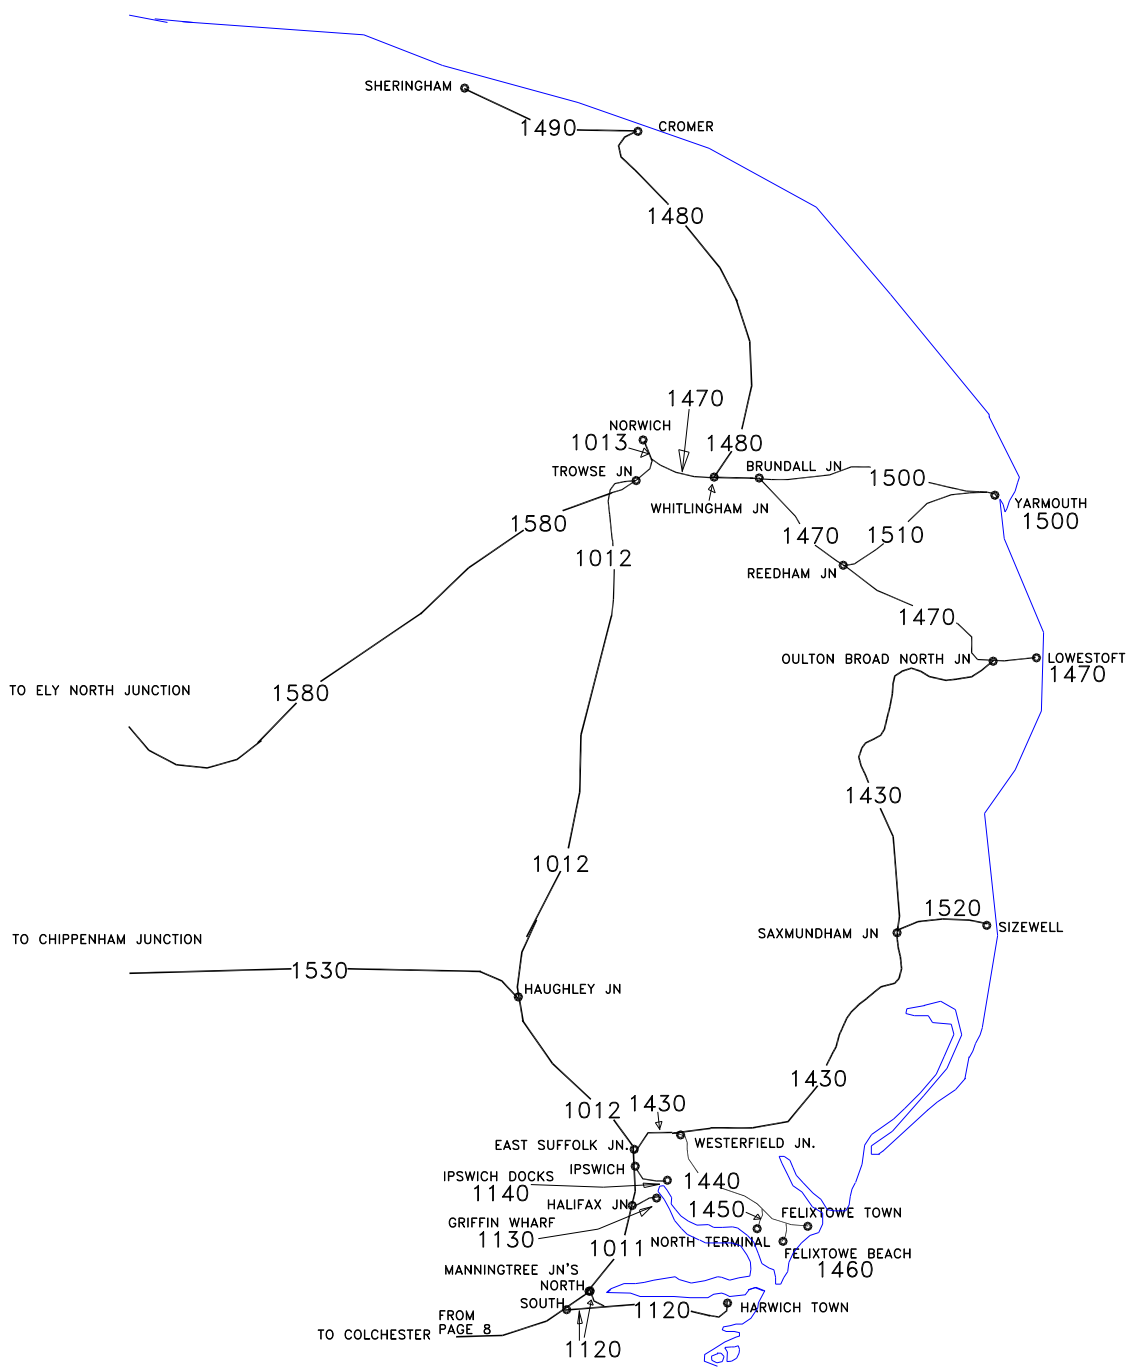 SHERINGHAM
1490
CROMER
1480
1470
NORWICH
1013
1480
TROWSE JN
BRUNDALL JN
1500
WHITLINGHAM JN
YARMOUTH
1500
1580
1012
1470
1510
REEDHAM JN
1470
OULTON BROAD NORTH JN
LOWESTOFT
1470
TO ELY NORTH JUNCTION
1580
1430
1012
1520
SAXMUNDHAM JN
SIZEWELL
TO CHIPPENHAM JUNCTION
1530
HAUGHLEY JN
1430
1012
1430
EAST SUFFOLK JN.
WESTERFIELD JN.
IPSWICH
IPSWICH DOCKS
1140
1440
HALIFAX JN
1450
FELIXTOWE TOWN
GRIFFIN WHARF
1130
1011
NORTH TERMINAL
FELIXTOWE BEACH
1460
MANNINGTREE JN'S
NORTH
SOUTH
1120
HARWICH TOWN
FROM
PAGE 8
TO COLCHESTER
1120